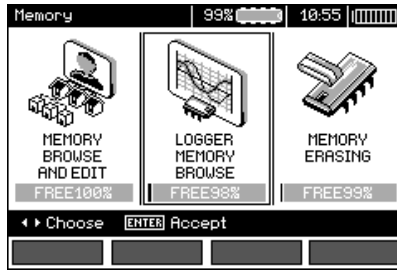 Memory 99% 10:55
MEMORY
BROWSE
AND EDIT
FREE100%
LOGGER
MEMORY
BROWSE
FREE98%
MEMORY
ERASING
FREE99%
Choose ENTER Accept